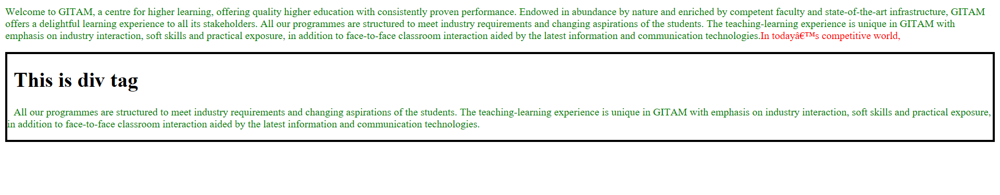 Welcome to GITAM, a centre for higher learning, offering quality higher education with consistently proven performance. Endowed in abundance by nature and enriched by competent faculty and state-of-the-art infrastructure, GITAM
offers a delightful learning experience to all its stakeholders. All our programmes are structured to meet industry requirements and changing aspirations of the students. The teaching-learning experience is unique in GITAM with
emphasis on industry interaction, soft skills and practical exposure, in addition to face-to-face classroom interaction aided by the latest information and communication technologies.In todayâ€™s competitive world,
This is div tag
All our programmes are structured to meet industry requirements and changing aspirations of the students. The teaching-learning experience is unique in GITAM with emphasis on industry interaction, soft skills and practical exposure,
in addition to face-to-face classroom interaction aided by the latest information and communication technologies.